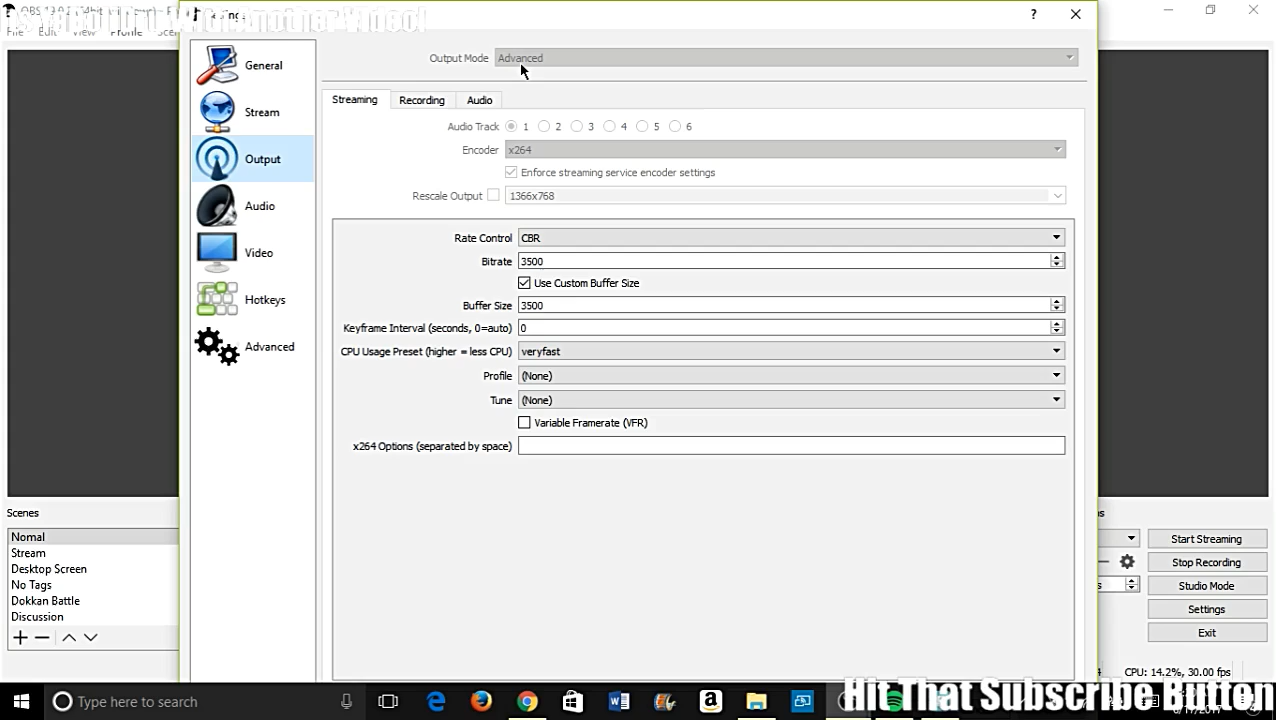 ?
Output Mode Advanced
General
Stream
Output
Audio
Video
Hotkeys
Advanced
Streaming Recording Audio
Audio Track 1 2 3 4 5 6
Encoder x264
Enforce streaming service encoder settings
Rescale Output 1366x768
Rate Control CBR
Bitrate 3500
Use Custom Buffer Size
Buffer Size 3500
Keyframe Interval (seconds, 0=auto) 0
CPU Usage Preset (higher = less CPU) veryfast
Profile (None)
Tune (None)
Variable Framerate (VFR)
x264 Options (separated by space)
Scenes
Normal
Stream
Desktop Screen
No Tags
Dokkan Battle
Discussion
Start Streaming
Stop Recording
Studio Mode
Settings
Exit
CPU: 14.2%, 30.00 fps
Type here to search
Hit That Subscribe Button